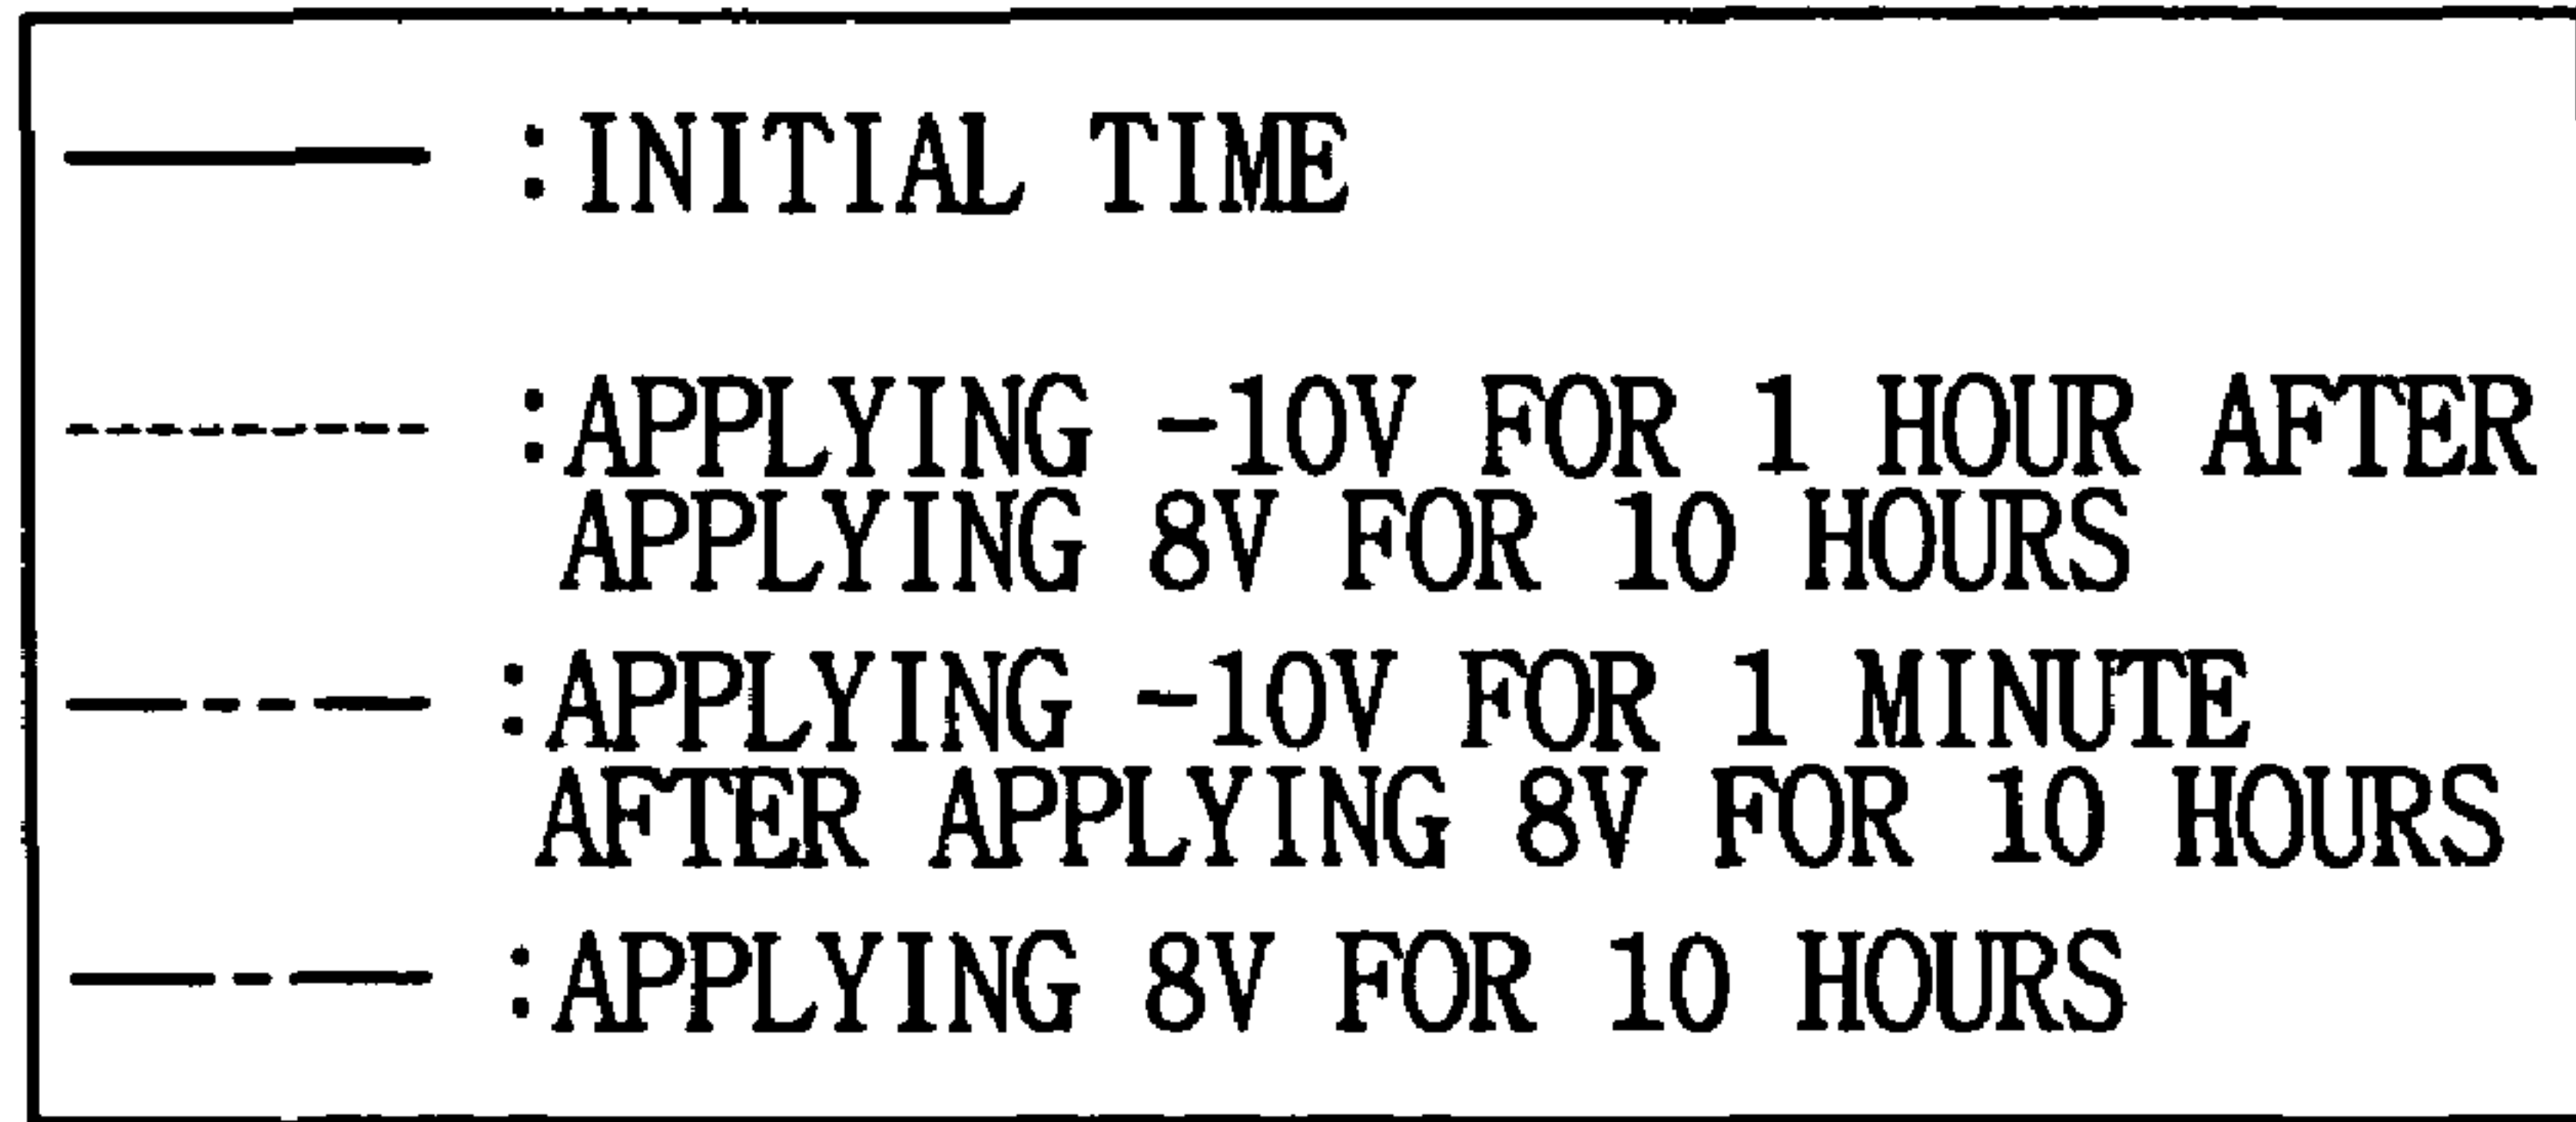 :INITIAL TIME
:APPLYING -10V FOR 1 HOUR AFTER
APPLYING 8V FOR 10 HOURS
:APPLYING -10V FOR 1 MINUTE
AFTER APPLYING 8V FOR 10 HOURS
:APPLYING 8V FOR 10 HOURS